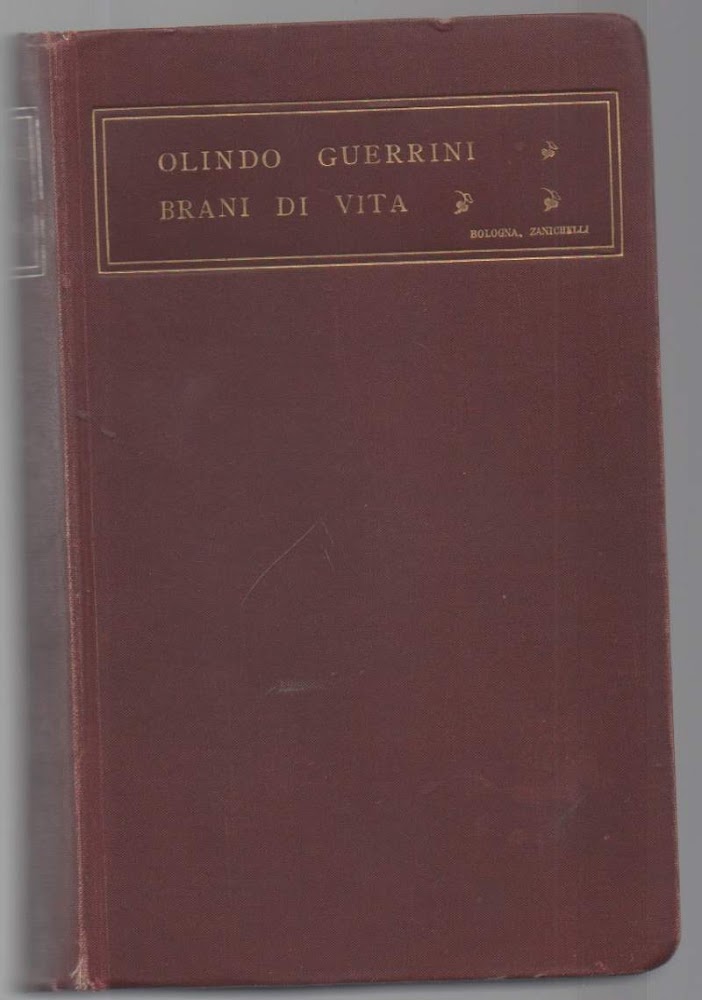 OLINDO GUERRINI
BRANI DI VITA
BOLOGNA, ZANICHELLI